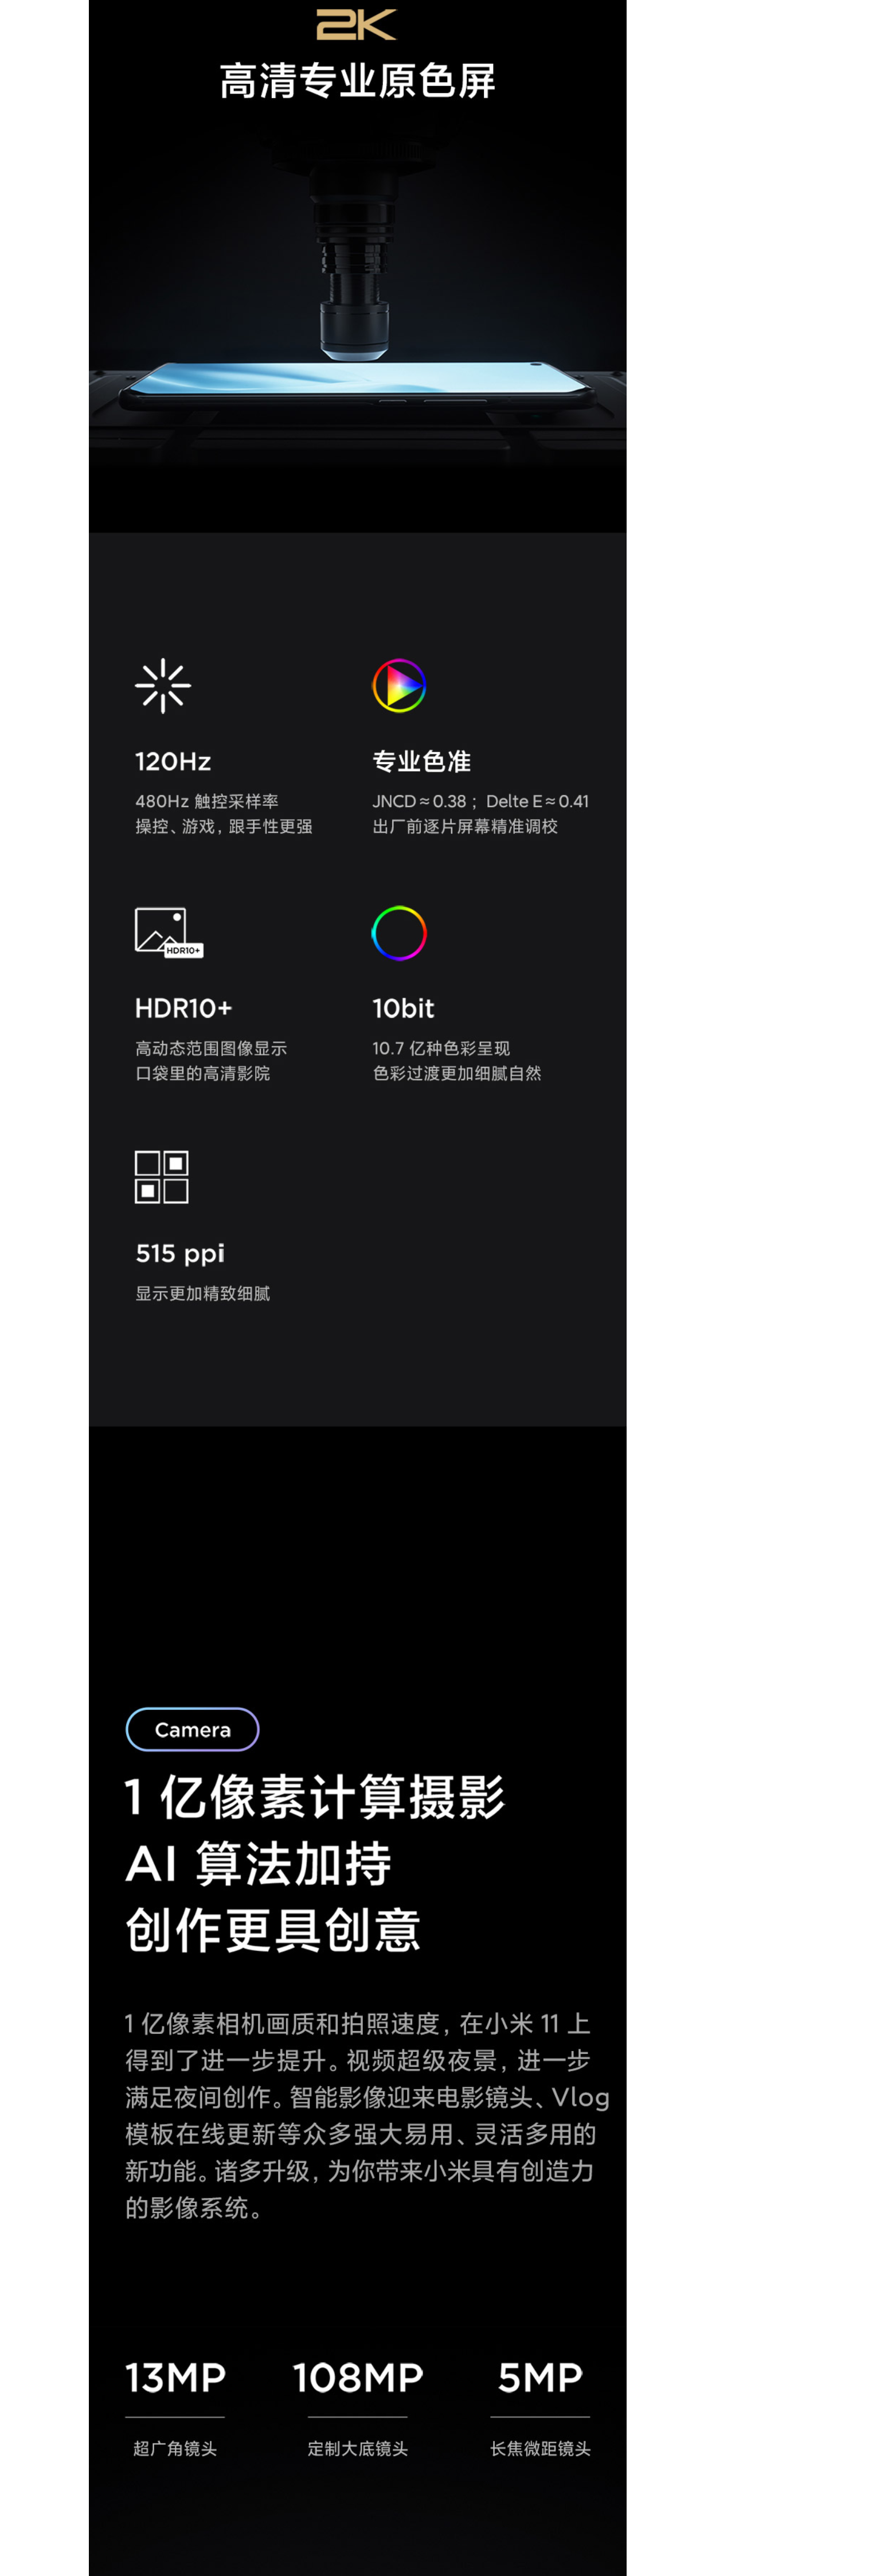 2K
高清专业原色屏
120Hz
480Hz 触控采样率
操控、游戏，跟手性更强
专业色准
JNCD≈0.38；Delte E≈0.41
出厂前逐片屏幕精准调校
HDR10+
HDR10+
高动态范围图像显示
口袋里的高清影院
10bit
10.7 亿种色彩呈现
色彩过渡更加细腻自然
515 ppi
显示更加精致细腻
Camera
1 亿像素计算摄影
AI 算法加持
创作更具创意
1 亿像素相机画质和拍照速度，在小米 11 上
得到了进一步提升。视频超级夜景，进一步
满足夜间创作。智能影像迎来电影镜头、Vlog
模板在线更新等众多强大易用、灵活多用的
新功能。诸多升级，为你带来小米具有创造力
的影像系统。
13MP
108MP
5MP
超广角镜头
定制大底镜头
长焦微距镜头